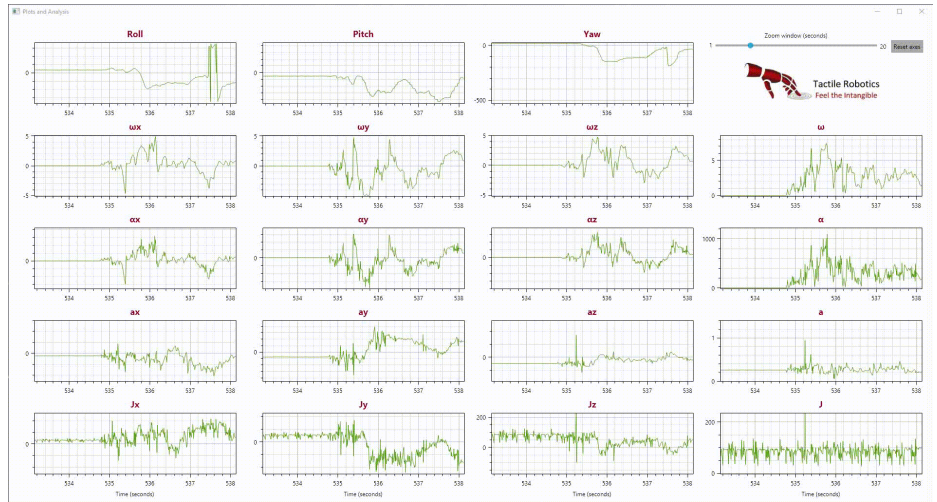 Plots and Analysis
Roll Pitch Yaw Zoom window (seconds)
1 20 Reset axes
0 0 0 -500
Tactile Robotics
Feel the Intangible
534 535 536 537 538 534 535 536 537 538 534 535 536 537 538
ωx ωy ωz ω
5 0 -5 0 5 0 -5 5 0
534 535 536 537 538 534 535 536 537 538 534 535 536 537 538 534 535 536 537 538
αx αy αz α
0 0 0 1000 0
534 535 536 537 538 534 535 536 537 538 534 535 536 537 538 534 535 536 537 538
ax ay az a
0 0 0 1 0
534 535 536 537 538 534 535 536 537 538 534 535 536 537 538 534 535 536 537 538
Jx Jy Jz J
0 0 200 0 200 0
534 535 536 537 538 534 535 536 537 538 534 535 536 537 538 534 535 536 537 538
Time (seconds) Time (seconds) Time (seconds) Time (seconds)